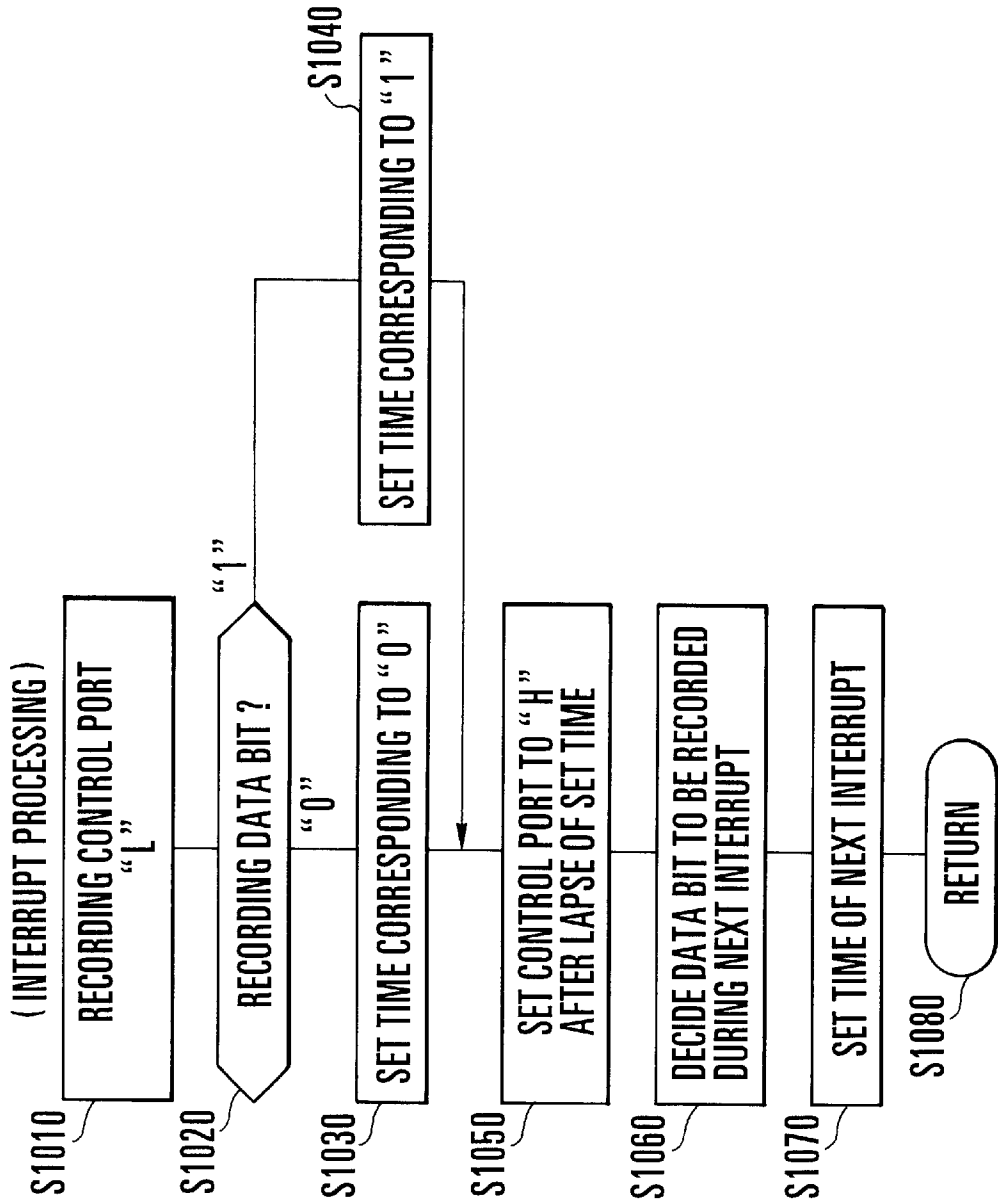 ( INTERRUPT PROCESSING )
S1010
RECORDING CONTROL PORT
“L”
S1020
RECORDING DATA BIT ?
“1”
“0”
S1030
SET TIME CORRESPONDING TO “0”
S1040
SET TIME CORRESPONDING TO “1”
S1050
SET CONTROL PORT TO “H”
AFTER LAPSE OF SET TIME
S1060
DECIDE DATA BIT TO BE RECORDED
DURING NEXT INTERRUPT
S1070
SET TIME OF NEXT INTERRUPT
S1080
RETURN